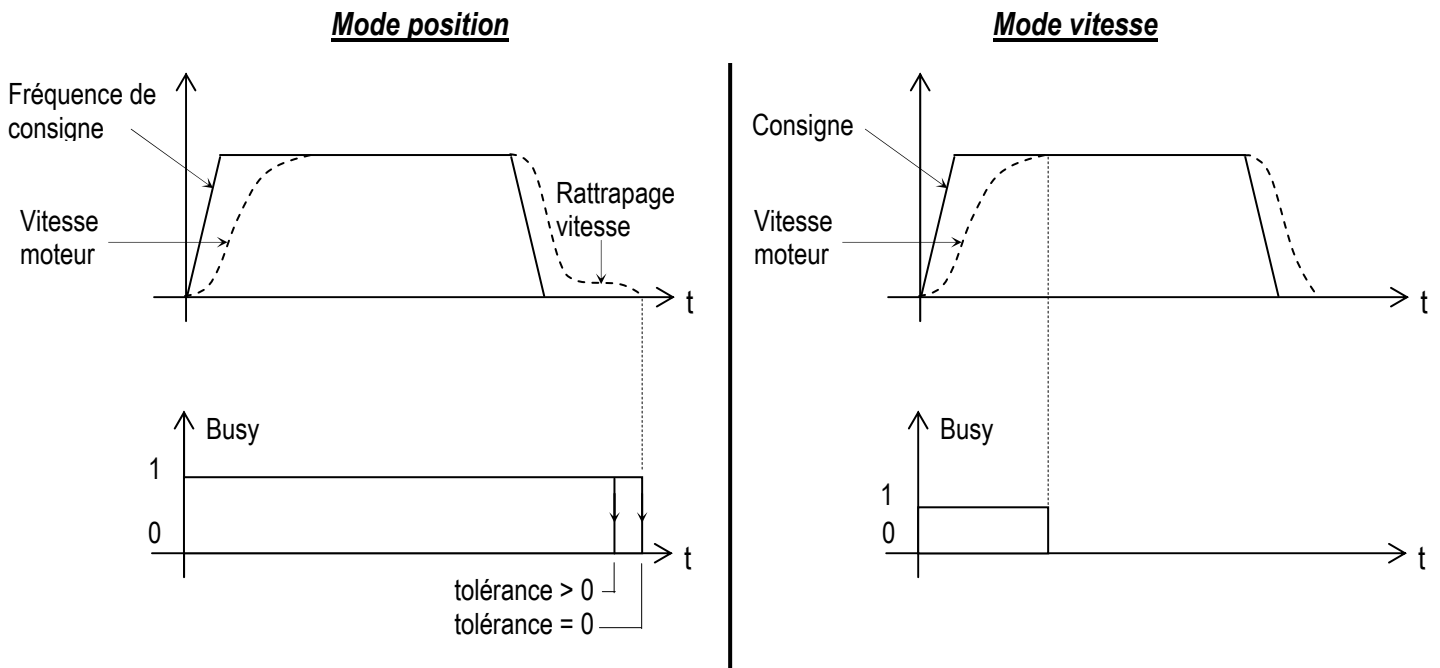 Mode position
Fréquence de
consigne
Vitesse
moteur
Rattrapage
vitesse
t
Busy
1
0
t
tolérance > 0
tolérance = 0
Mode vitesse
Consigne
Vitesse
moteur
t
Busy
1
0
t